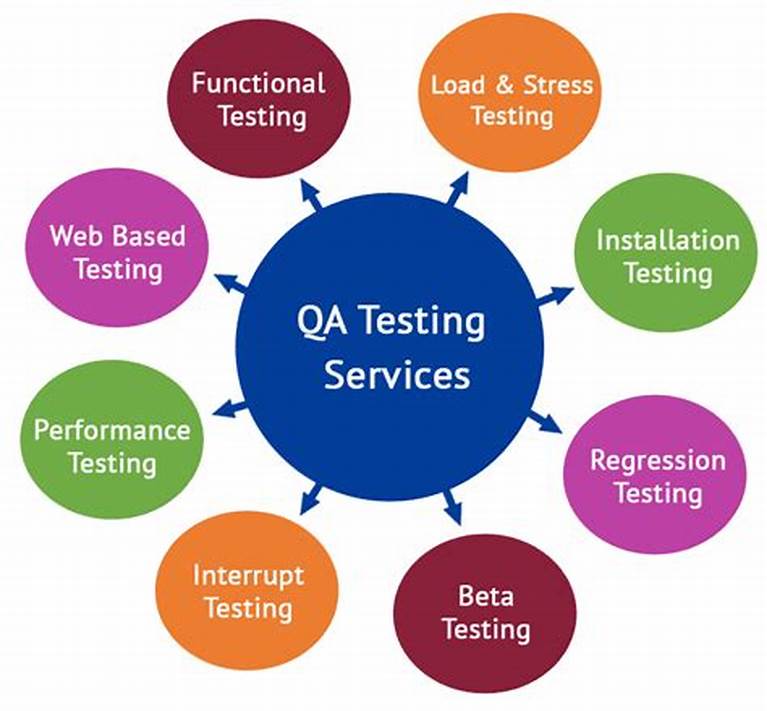 Functional
Testing
Load & Stress
Testing
Web Based
Testing
Installation
Testing
QA Testing
Services
Performance
Testing
Regression
Testing
Interrupt
Testing
Beta
Testing